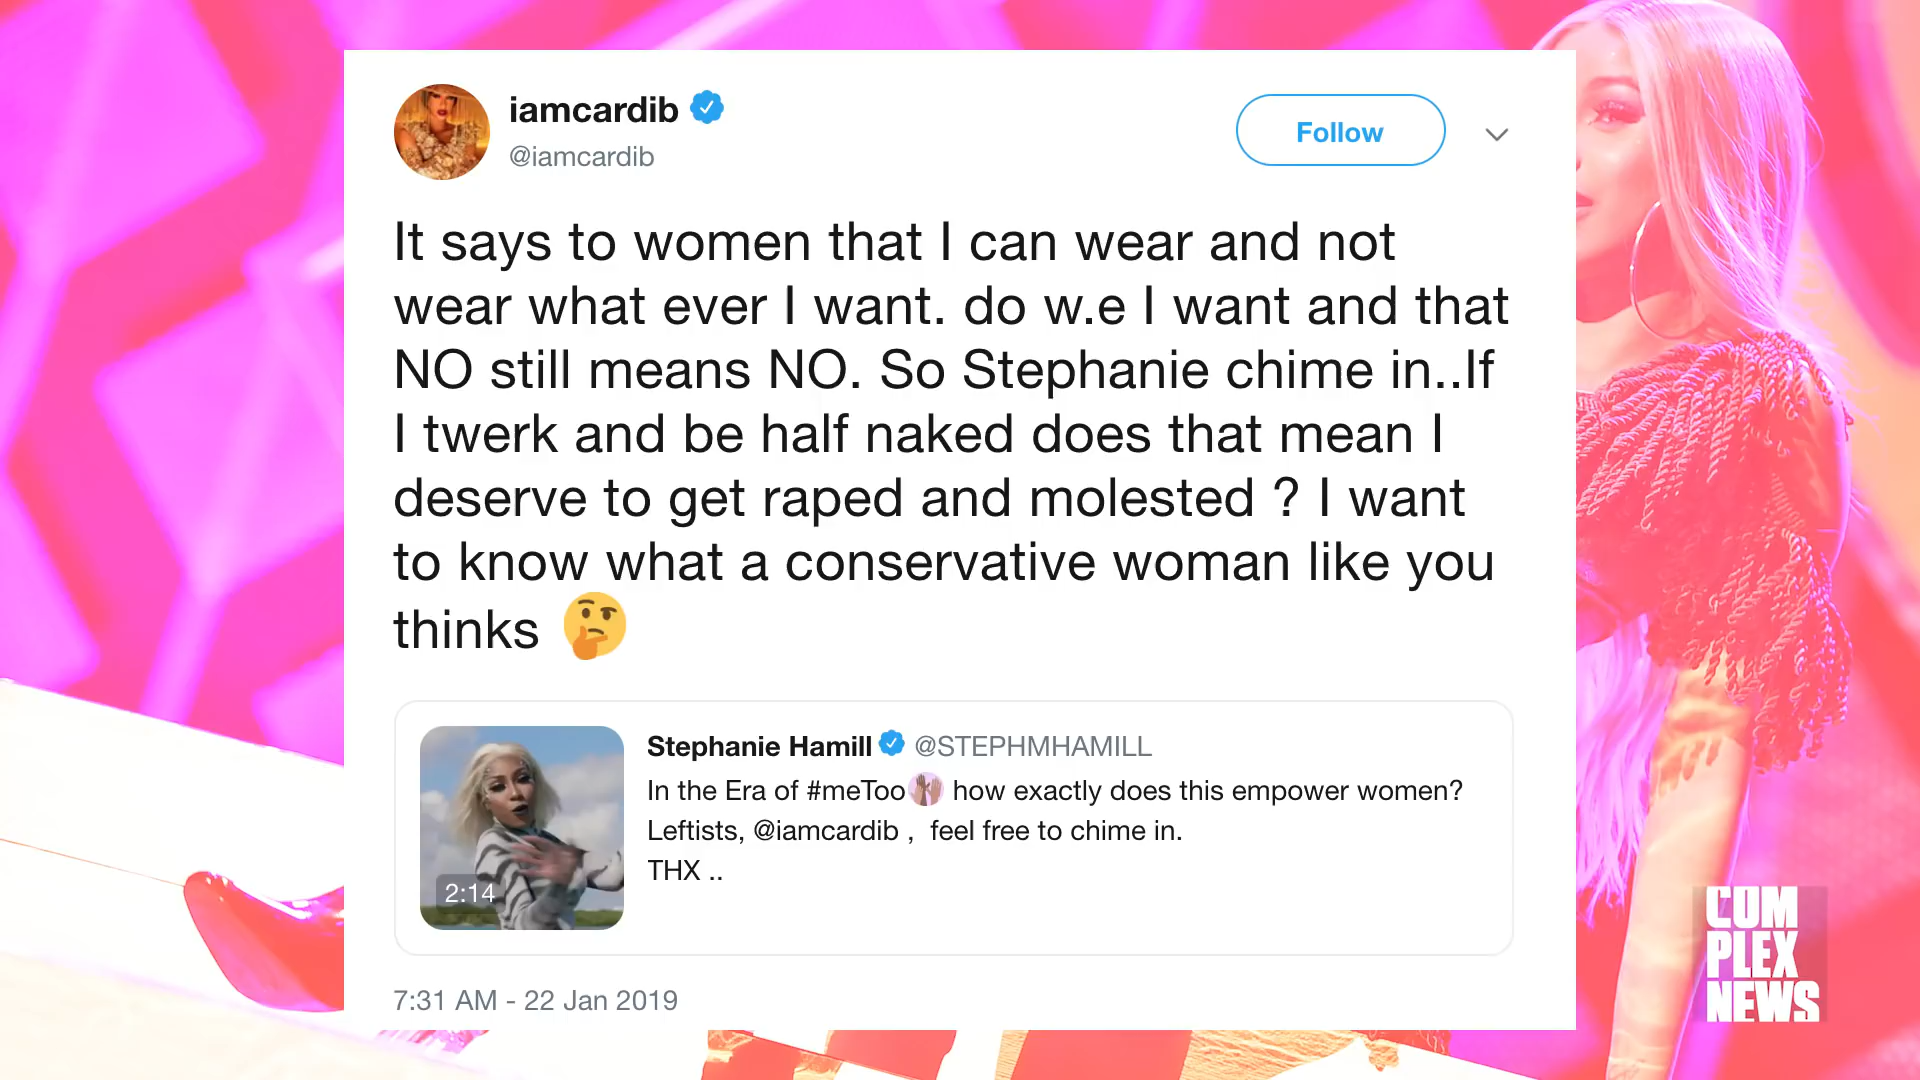 iamcardib
@iamcardib
Follow
It says to women that I can wear and not
wear what ever I want. do w.e I want and that
NO still means NO. So Stephanie chime in..If
I twerk and be half naked does that mean I
deserve to get raped and molested ? I want
to know what a conservative woman like you
thinks 🤔
Stephanie Hamill @STEPHMHAMILL
In the Era of #meToo how exactly does this empower women?
Leftists, @iamcardib , feel free to chime in.
THX ..
2:14
7:31 AM - 22 Jan 2019
COM
PLEX
NEWS